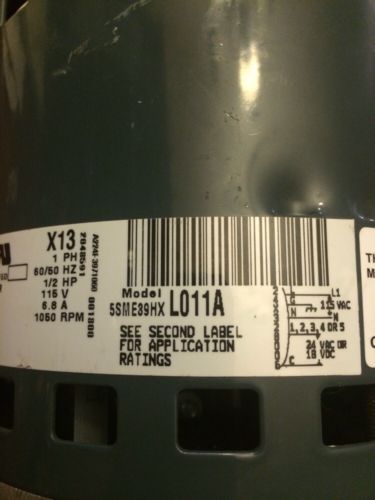 X13
1 PH
60/50 HZ
1/2 HP
115 V
6.8 A
1050 RPM
Model
5SME39HX L011A
SEE SECOND LABEL
FOR APPLICATION
RATINGS
L1
G
115 VAC
N
N
1,2,3,4 OR 5
24 VAC OR
18 VDC
C